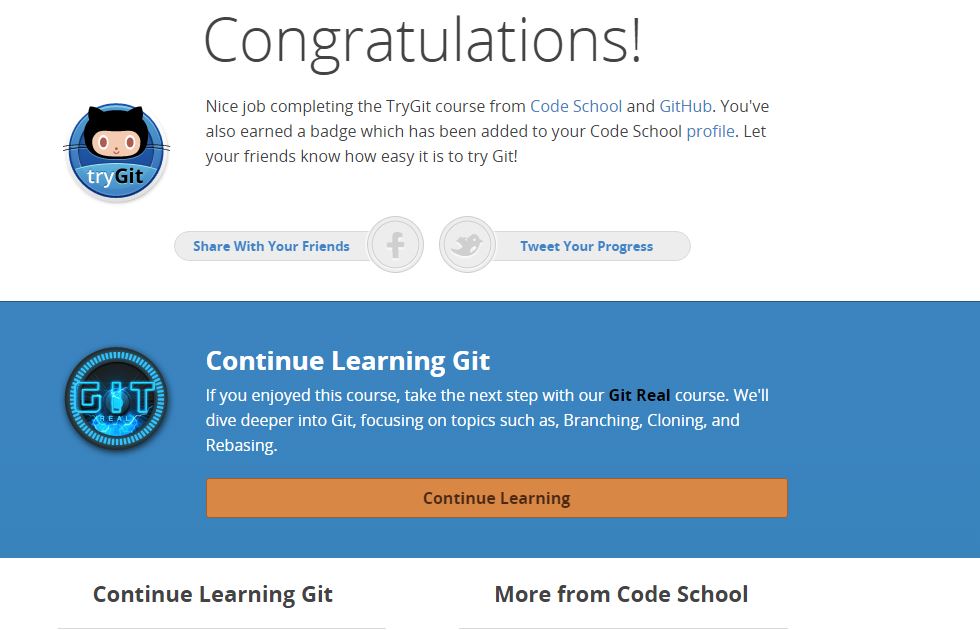 Congratulations!
Nice job completing the TryGit course from Code School and GitHub. You've
also earned a badge which has been added to your Code School profile. Let
your friends know how easy it is to try Git!
tryGit
Share With Your Friends
Tweet Your Progress
Continue Learning Git
If you enjoyed this course, take the next step with our Git Real course. We'll
dive deeper into Git, focusing on topics such as, Branching, Cloning, and
Rebasing.
GIT
REAL
Continue Learning
Continue Learning Git
More from Code School